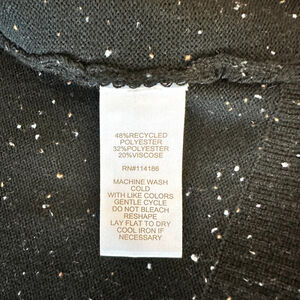 48%RECYCLED
POLYESTER
32%POLYESTER
20%VISCOSE
RN#114186
MACHINE WASH
COLD
WITH LIKE COLORS
GENTLE CYCLE
DO NOT BLEACH
RESHAPE
LAY FLAT TO DRY
COOL IRON IF
NECESSARY